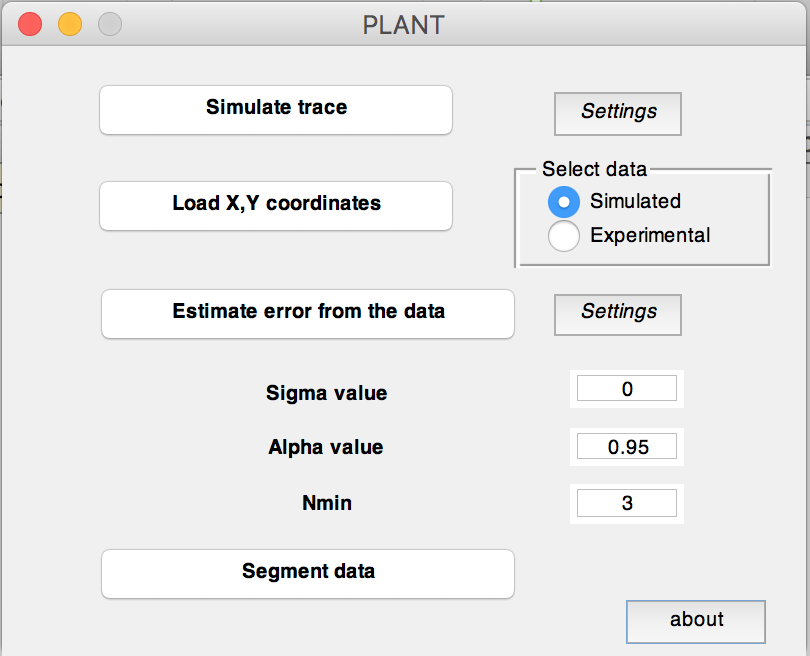 PLANT
Simulate trace
Settings
Select data
Load X,Y coordinates
Simulated
Experimental
Estimate error from the data
Settings
Sigma value
0
Alpha value
0.95
Nmin
3
Segment data
about